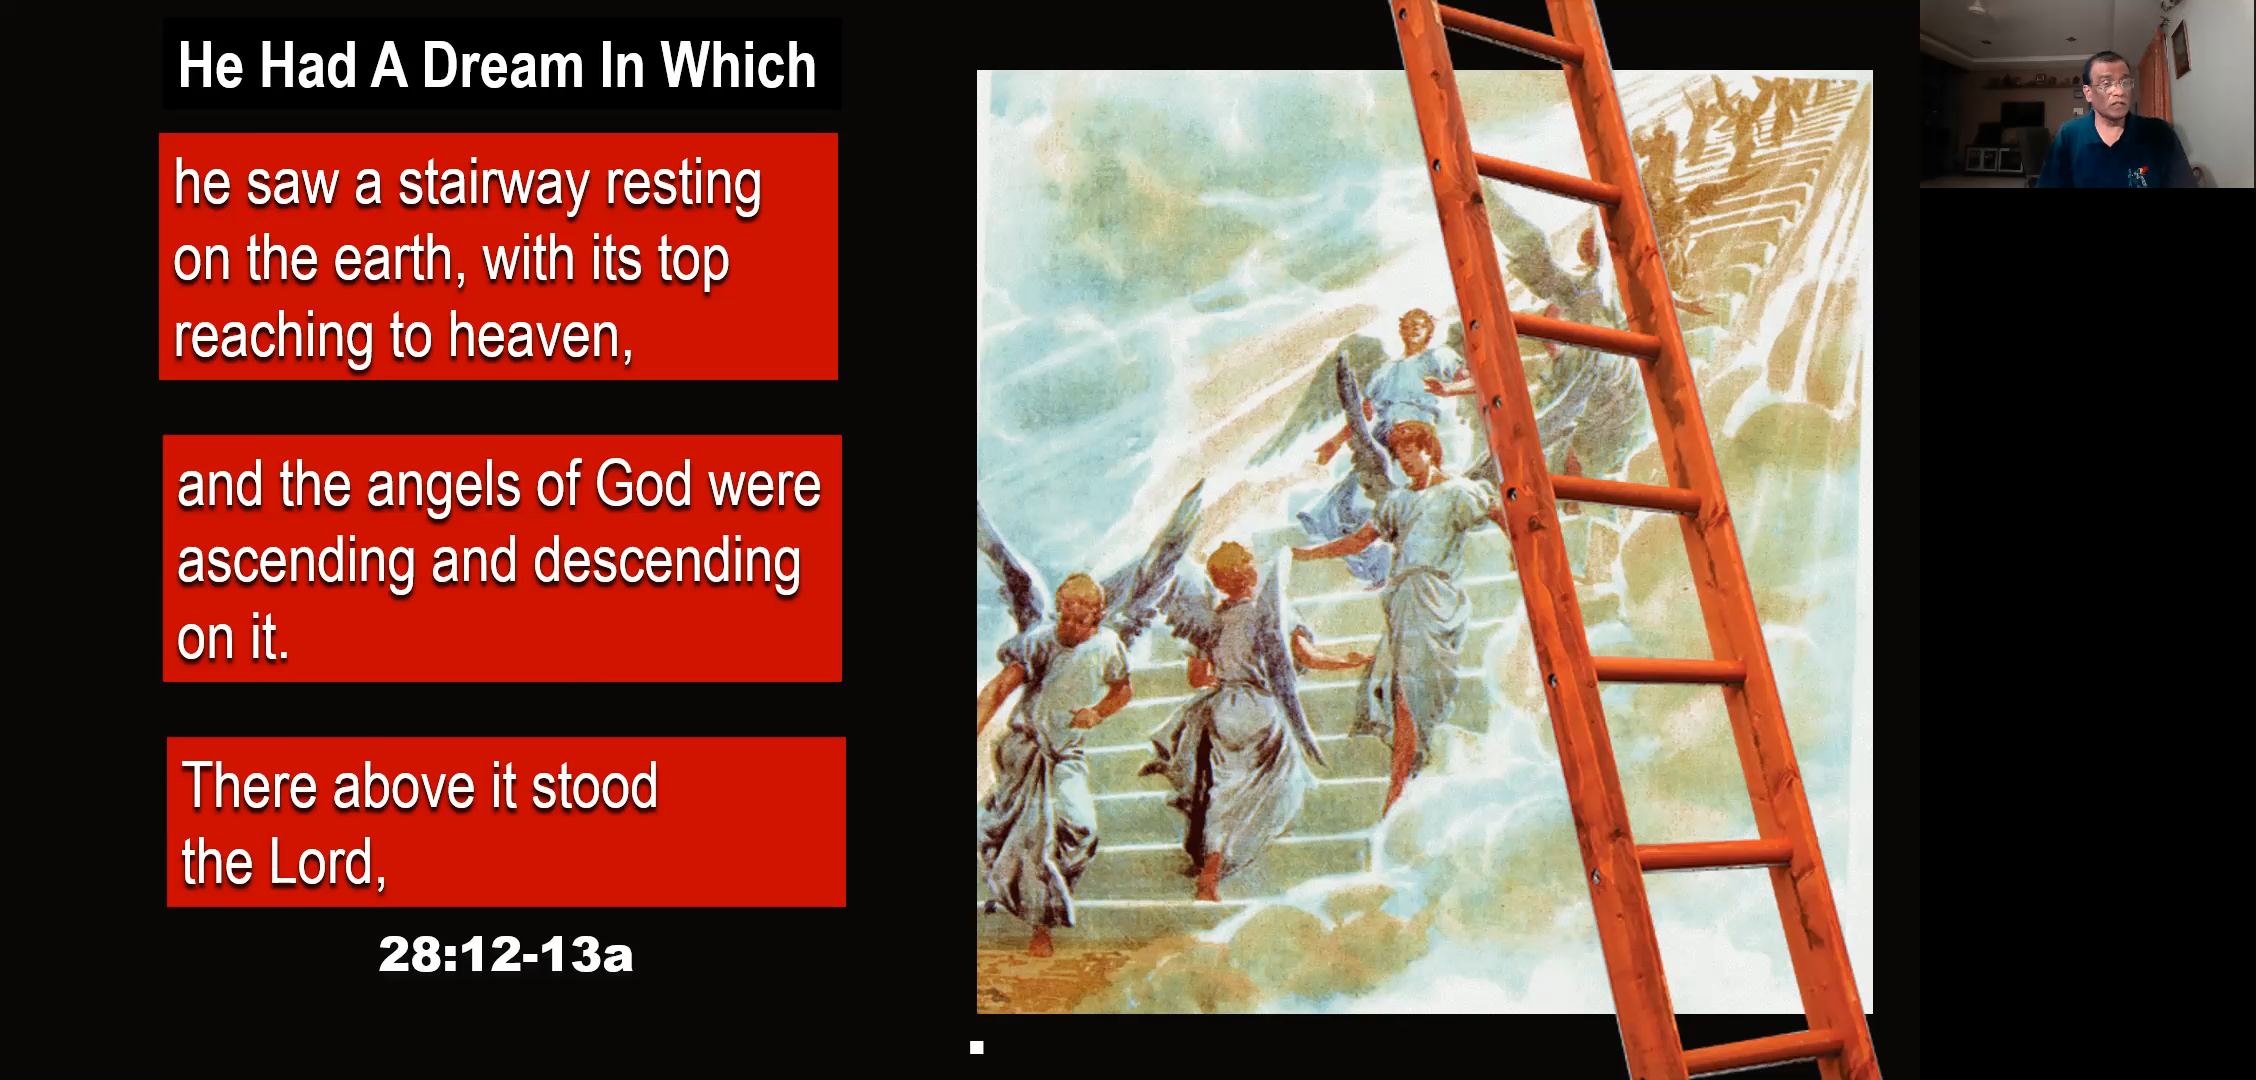 He Had A Dream In Which
he saw a stairway resting
on the earth, with its top
reaching to heaven,
and the angels of God were
ascending and descending
on it.
There above it stood
the Lord,
28:12-13a